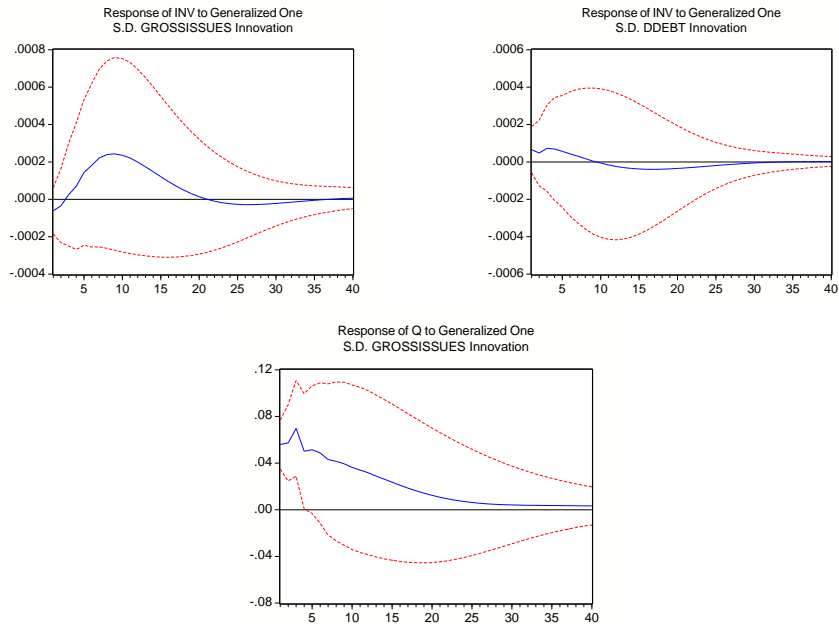 Response of INV to Generalized One
S.D. GROSSISSUES Innovation
.0008
.0006
.0004
.0002
.0000
-.0002
-.0004
5 10 15 20 25 30 35 40
Response of INV to Generalized One
S.D. DDEBT Innovation
.0006
.0004
.0002
.0000
-.0002
-.0004
-.0006
5 10 15 20 25 30 35 40
Response of Q to Generalized One
S.D. GROSSISSUES Innovation
.12
.08
.04
.00
-.04
-.08
5 10 15 20 25 30 35 40